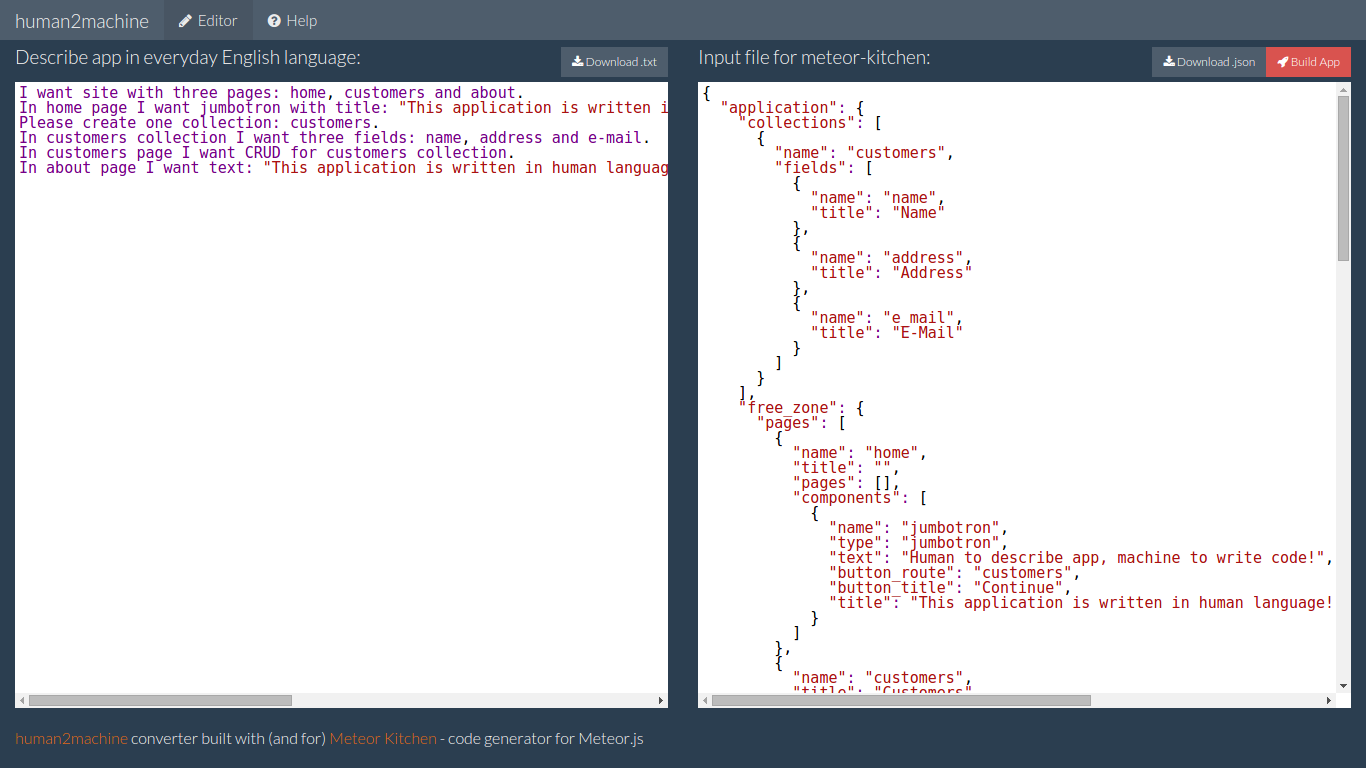 human2machine Editor Help
Describe app in everyday English language:
Download .txt
I want site with three pages: home, customers and about.
In home page I want jumbotron with title: "This application is written i
Please create one collection: customers.
In customers collection I want three fields: name, address and e-mail.
In customers page I want CRUD for customers collection.
In about page I want text: "This application is written in human languag
Input file for meteor-kitchen:
Download .json
Build App
{
"application": {
"collections": [
{
"name": "customers",
"fields": [
{
"name": "name",
"title": "Name"
},
{
"name": "address",
"title": "Address"
},
{
"name": "e_mail",
"title": "E-Mail"
}
]
}
],
"free_zone": {
"pages": [
{
"name": "home",
"title": "",
"pages": [],
"components": [
{
"name": "jumbotron",
"type": "jumbotron",
"text": "Human to describe app, machine to write code!",
"button_route": "customers",
"button_title": "Continue",
"title": "This application is written in human language!
}
]
},
{
"name": "customers",
"title": "Customers"
human2machine converter built with (and for) Meteor Kitchen - code generator for Meteor.js